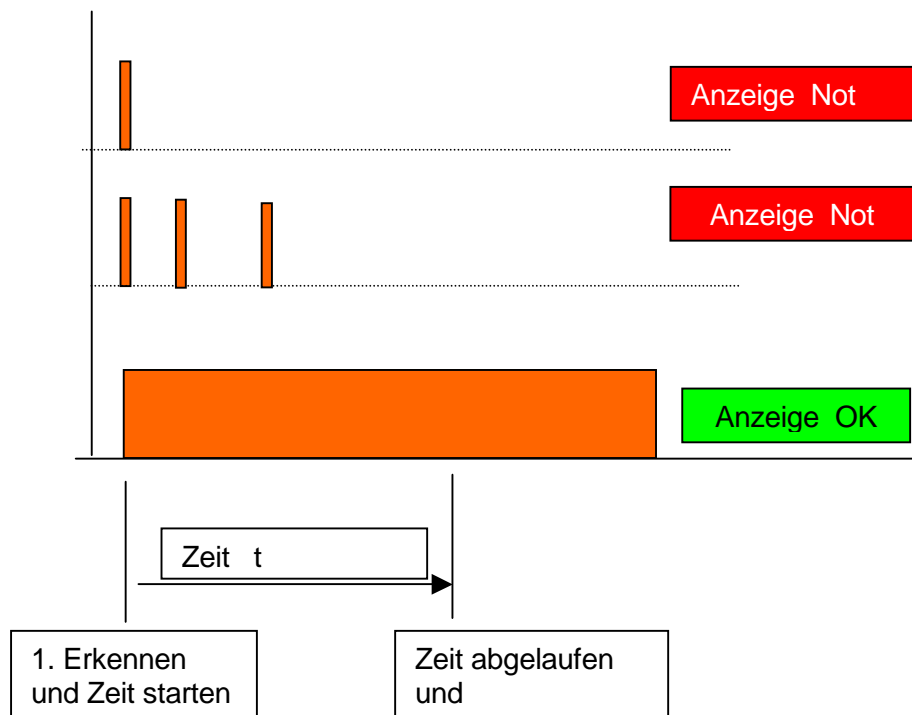 Anzeige Not
Anzeige Not
Anzeige OK
Zeit t
1. Erkennen
und Zeit starten
Zeit abgelaufen
und